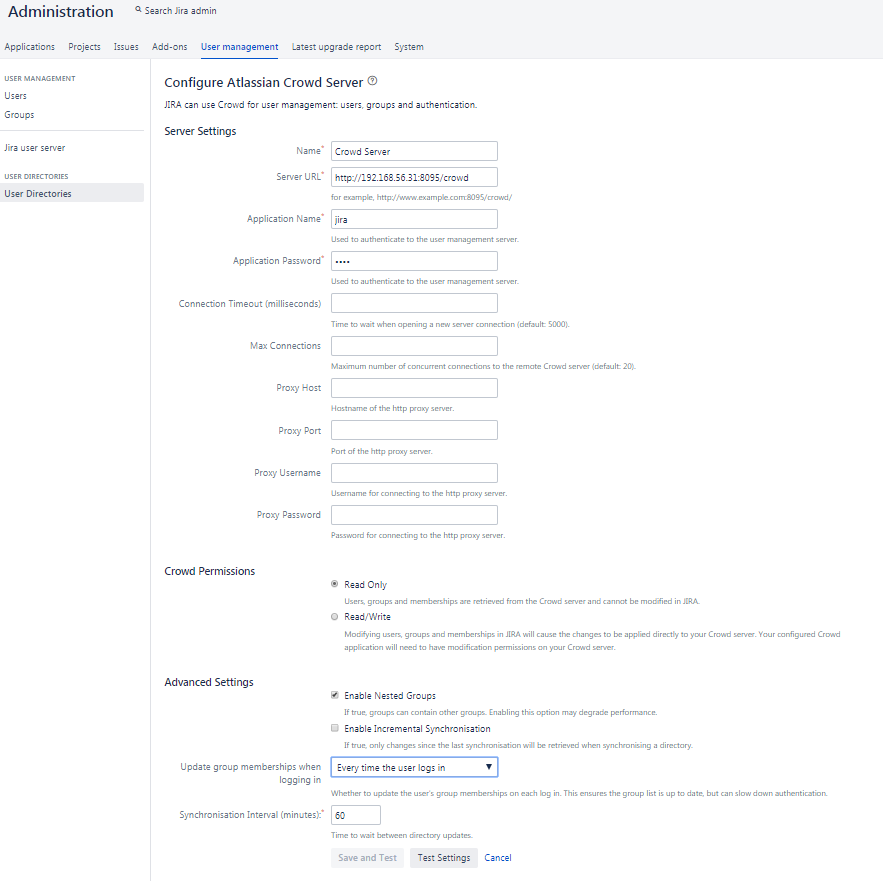 Administration
Search Jira admin
Applications Projects Issues Add-ons User management Latest upgrade report System
USER MANAGEMENT
Users
Groups
Jira user server
USER DIRECTORIES
User Directories
Configure Atlassian Crowd Server ?
JIRA can use Crowd for user management: users, groups and authentication.
Server Settings
Name* Crowd Server
Server URL* http://192.168.56.31:8095/crowd
for example, http://www.example.com:8095/crowd/
Application Name* jira
Used to authenticate to the user management server.
Application Password* ••••
Used to authenticate to the user management server.
Connection Timeout (milliseconds)
Time to wait when opening a new server connection (default: 5000).
Max Connections
Maximum number of concurrent connections to the remote Crowd server (default: 20).
Proxy Host
Hostname of the http proxy server.
Proxy Port
Port of the http proxy server.
Proxy Username
Username for connecting to the http proxy server.
Proxy Password
Password for connecting to the http proxy server.
Crowd Permissions
Read Only
Users, groups and memberships are retrieved from the Crowd server and cannot be modified in JIRA.
Read/Write
Modifying users, groups and memberships in JIRA will cause the changes to be applied directly to your Crowd server. Your configured Crowd
application will need to have modification permissions on your Crowd server.
Advanced Settings
Enable Nested Groups
If true, groups can contain other groups. Enabling this option may degrade performance.
Enable Incremental Synchronisation
If true, only changes since the last synchronisation will be retrieved when synchronising a directory.
Update group memberships when
logging in
Every time the user logs in
Whether to update the user's group memberships on each log in. This ensures the group list is up to date, but can slow down authentication.
Synchronisation Interval (minutes):* 60
Time to wait between directory updates.
Save and Test Test Settings Cancel